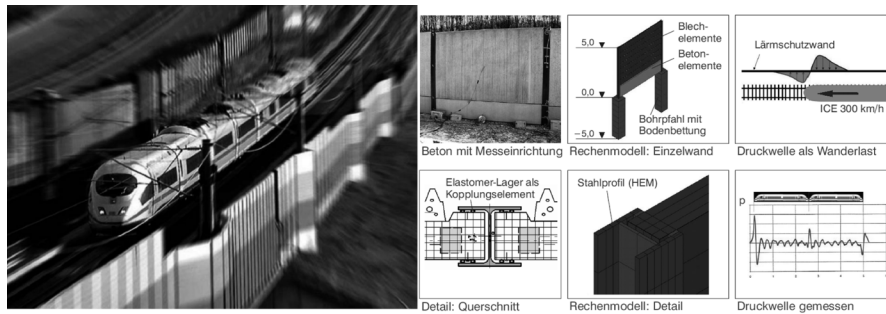 Beton mit Messeinrichtung
5,0
0,0
–5,0
Blech-
elemente
Beton-
elemente
Bohrpfahl mit
Bodenbettung
Rechenmodell: Einzelwand
Lärmschutzwand
ICE 300 km/h
Druckwelle als Wanderlast
Elastomer-Lager als
Kopplungselement
Detail: Querschnitt
Stahlprofil (HEM)
Rechenmodell: Detail
p
Druckwelle gemessen